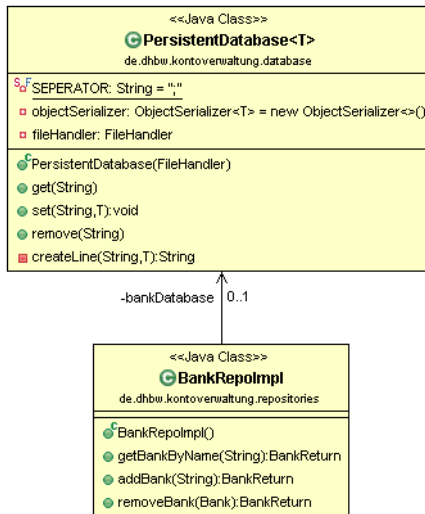 <<Java Class>>
PersistentDatabase<T>
de.dhbw.kontoverwaltung.database
SEPERATOR: String = ";"
objectSerializer: ObjectSerializer<T> = new ObjectSerializer<>()
fileHandler: FileHandler
PersistentDatabase(FileHandler)
get(String)
set(String,T):void
remove(String)
createLine(String,T):String
-bankDatabase 0..1
<<Java Class>>
BankRepoImpl
de.dhbw.kontoverwaltung.repositories
BankRepoImpl()
getBankByName(String):BankReturn
addBank(String):BankReturn
removeBank(Bank):BankReturn